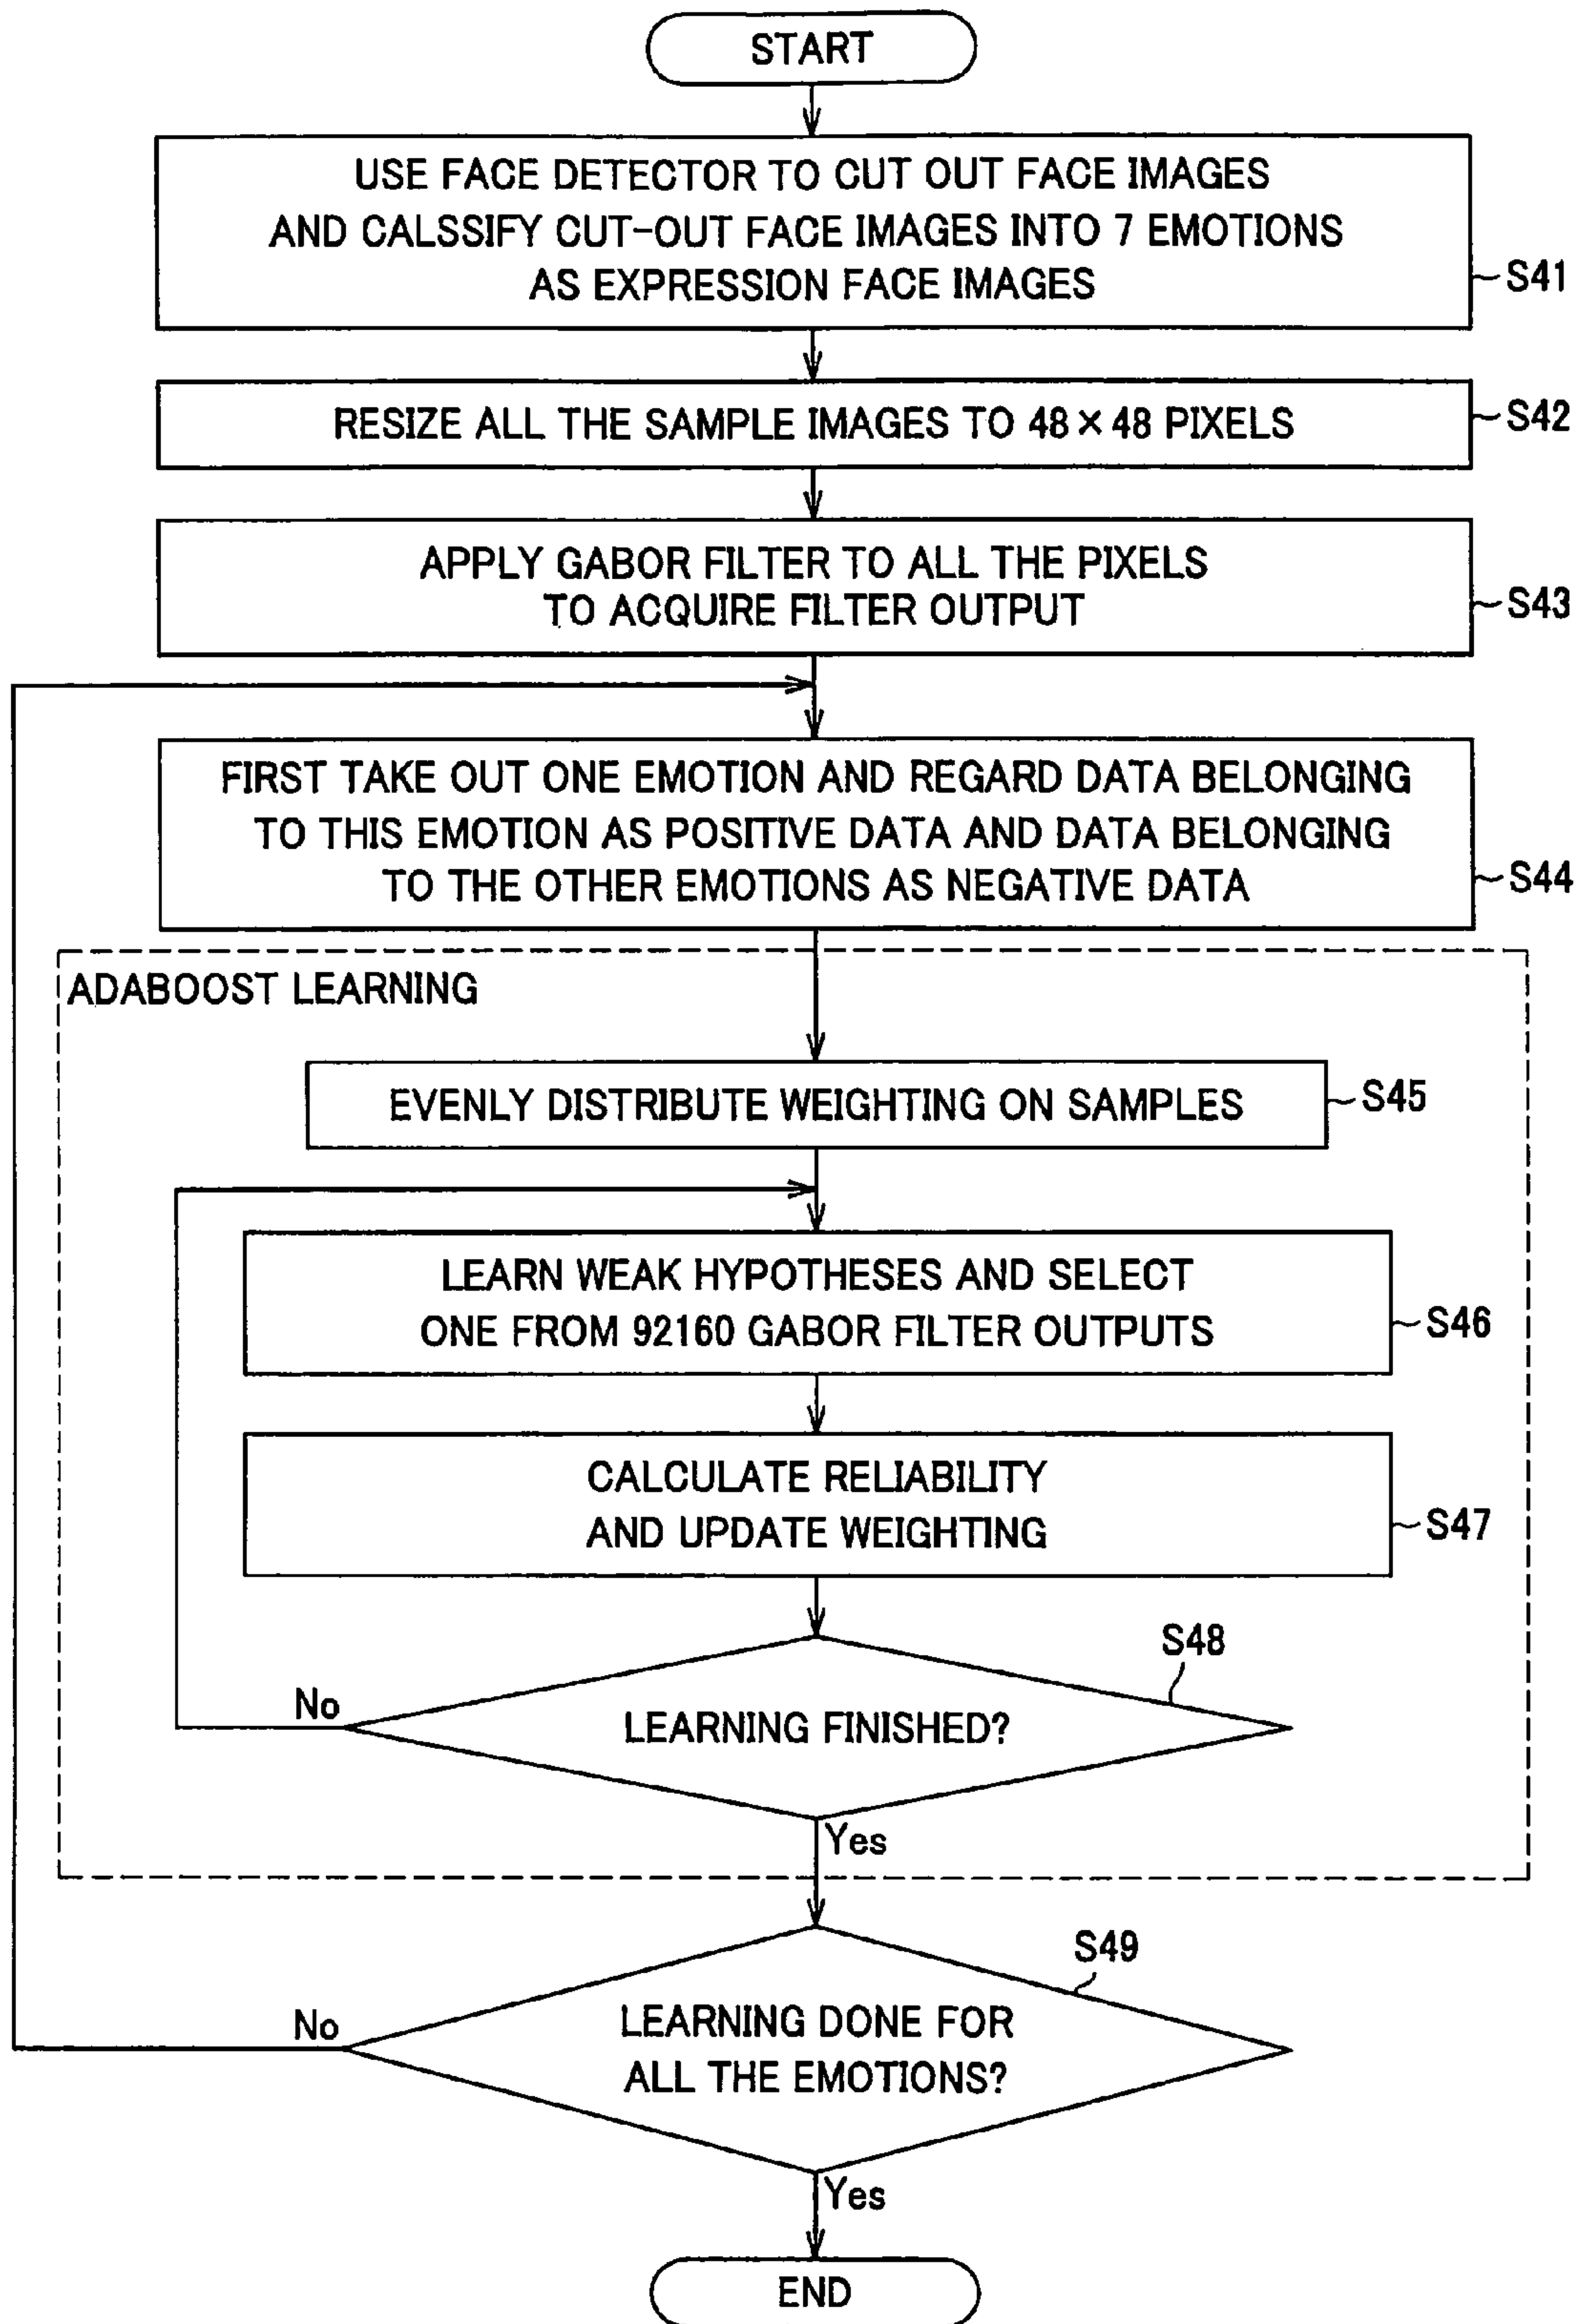 START
USE FACE DETECTOR TO CUT OUT FACE IMAGES
AND CALSSIFY CUT-OUT FACE IMAGES INTO 7 EMOTIONS
AS EXPRESSION FACE IMAGES
S41
RESIZE ALL THE SAMPLE IMAGES TO 48×48 PIXELS
S42
APPLY GABOR FILTER TO ALL THE PIXELS
TO ACQUIRE FILTER OUTPUT
S43
FIRST TAKE OUT ONE EMOTION AND REGARD DATA BELONGING
TO THIS EMOTION AS POSITIVE DATA AND DATA BELONGING
TO THE OTHER EMOTIONS AS NEGATIVE DATA
S44
ADABOOST LEARNING
EVENLY DISTRIBUTE WEIGHTING ON SAMPLES
S45
LEARN WEAK HYPOTHESES AND SELECT
ONE FROM 92160 GABOR FILTER OUTPUTS
S46
CALCULATE RELIABILITY
AND UPDATE WEIGHTING
S47
S48
No
LEARNING FINISHED?
Yes
S49
No
LEARNING DONE FOR
ALL THE EMOTIONS?
Yes
END